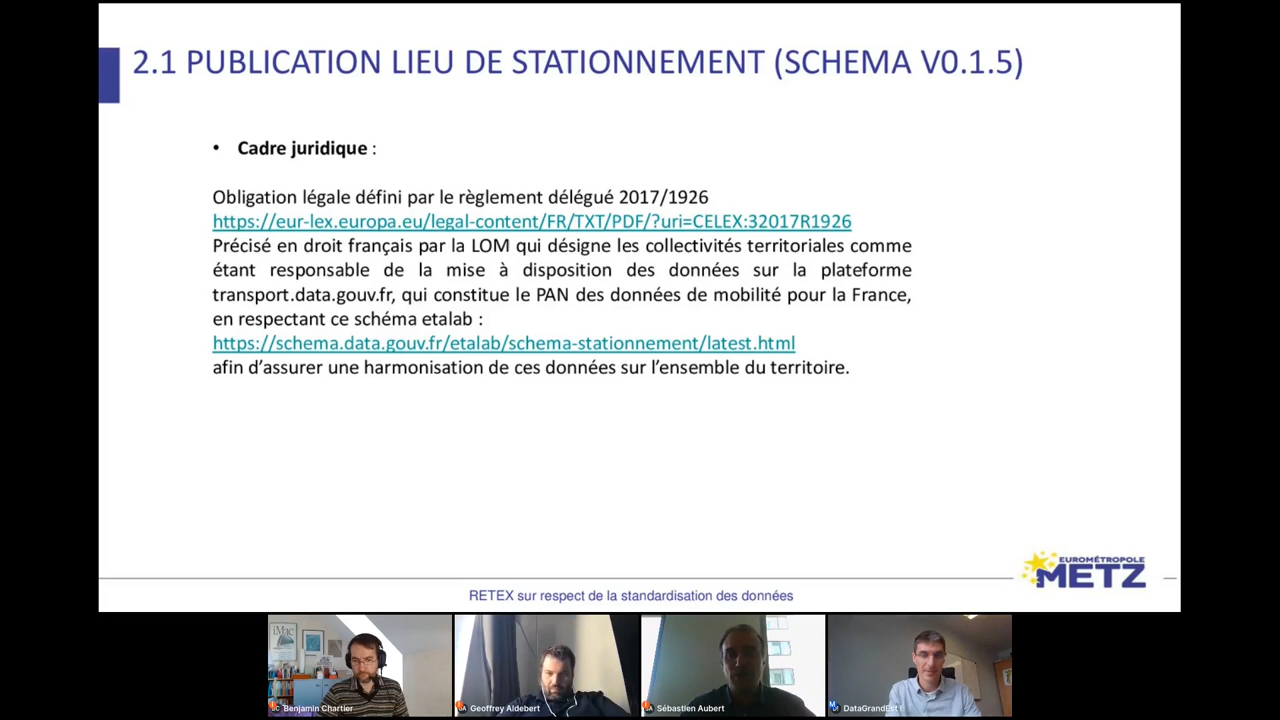 2.1 PUBLICATION LIEU DE STATIONNEMENT (SCHEMA V0.1.5)
• Cadre juridique :
Obligation légale défini par le règlement délégué 2017/1926
https://eur-lex.europa.eu/legal-content/FR/TXT/PDF/?uri=CELEX:32017R1926
Précisé en droit français par la LOM qui désigne les collectivités territoriales comme
étant responsable de la mise à disposition des données sur la plateforme
transport.data.gouv.fr, qui constitue le PAN des données de mobilité pour la France,
en respectant ce schéma etalab :
https://schema.data.gouv.fr/etalab/schema-stationnement/latest.html
afin d’assurer une harmonisation de ces données sur l’ensemble du territoire.
EUROMÉTROPOLE
METZ
RETEX sur respect de la standardisation des données
iMac
Benjamin Chartier
Geoffrey Aldebert
Sébastien Aubert
DataGrandEst